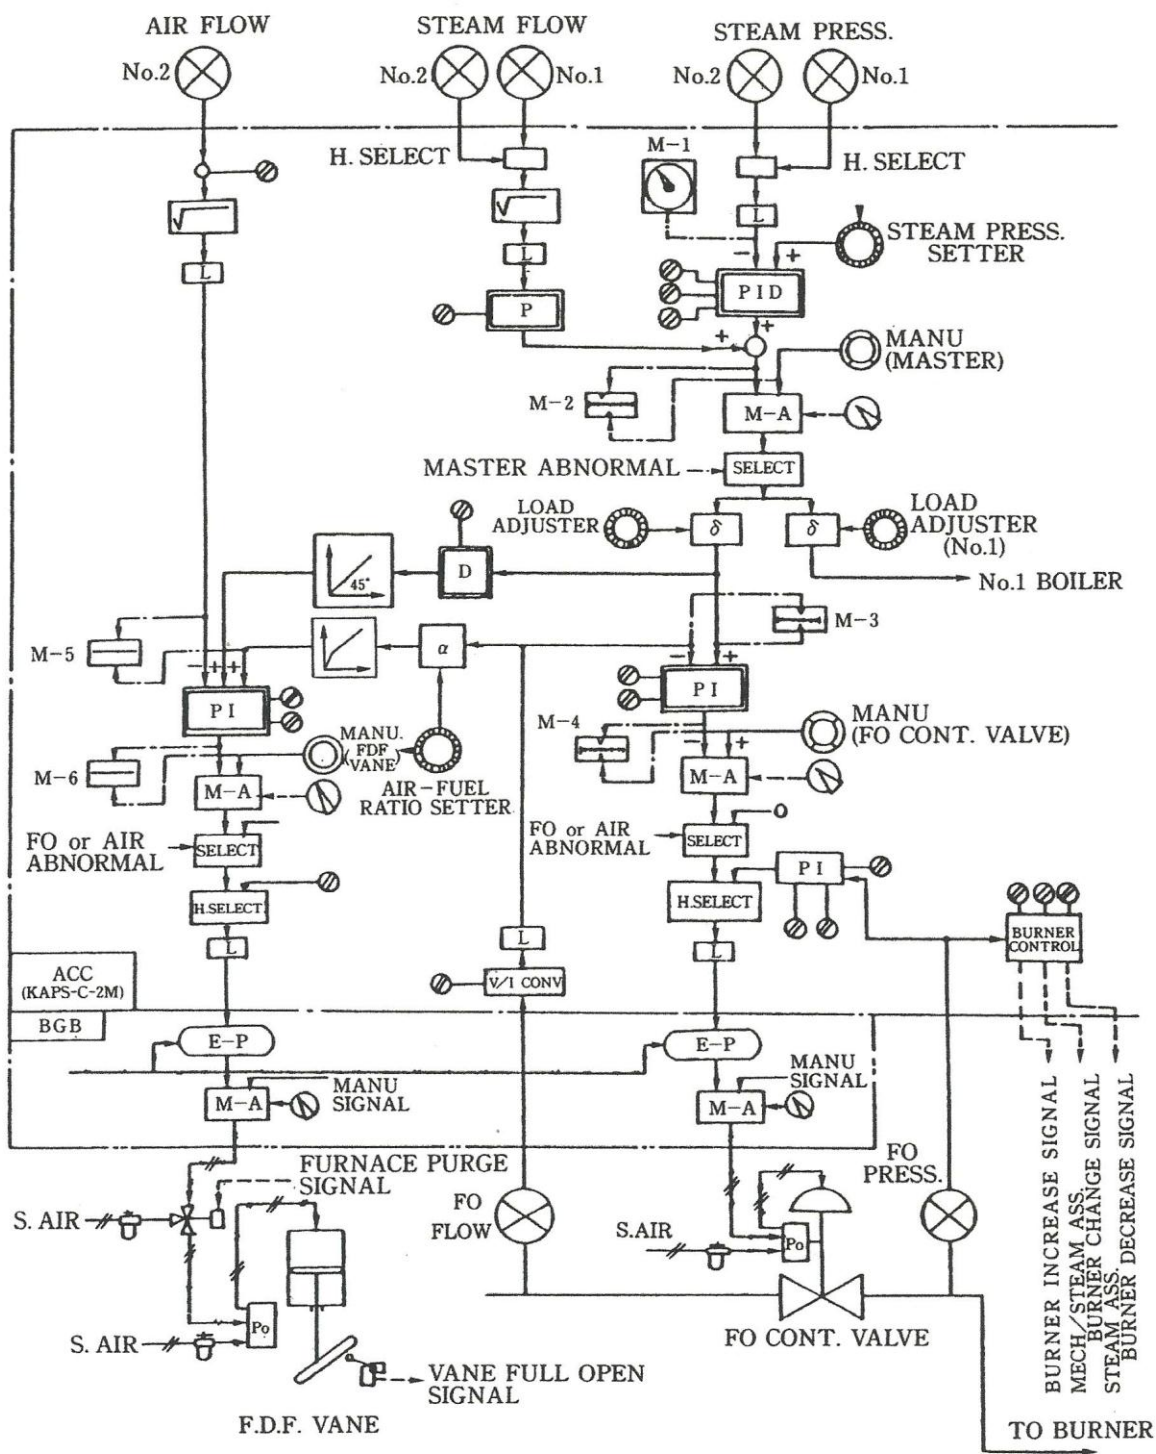 AIR FLOW
STEAM FLOW
STEAM PRESS.
No.2
No.2
No.1
No.2
No.1
H. SELECT
M-1
H. SELECT
√
√
L
STEAM PRESS.
SETTER
L
L
- +
P
PID
+ +
MANU
(MASTER)
M-2
M-A
MASTER ABNORMAL
SELECT
LOAD
ADJUSTER
δ
δ
LOAD
ADJUSTER
(No.1)
45°
D
No.1 BOILER
M-3
M-5
α
- + +
- +
PI
PI
M-4
MANU
(FO CONT. VALVE)
- +
MANU.
(FDF
VANE)
M-6
M-A
M-A
AIR-FUEL
RATIO SETTER
FO or AIR
ABNORMAL
SELECT
FO or AIR
ABNORMAL
SELECT
PI
H.SELECT
H.SELECT
BURNER
CONTROL
L
L
L
ACC
(KAPS-C-2M)
V/I CONV
BGB
E-P
E-P
MANU
SIGNAL
M-A
MANU
SIGNAL
M-A
FURNACE PURGE
SIGNAL
FO
FLOW
FO
PRESS.
S. AIR
S.AIR
Po
Po
S. AIR
FO CONT. VALVE
VANE FULL OPEN
SIGNAL
F.D.F. VANE
BURNER INCREASE SIGNAL
MECH/STEAM ASS.
BURNER CHANGE SIGNAL
STEAM ASS.
BURNER DECREASE SIGNAL
TO BURNER